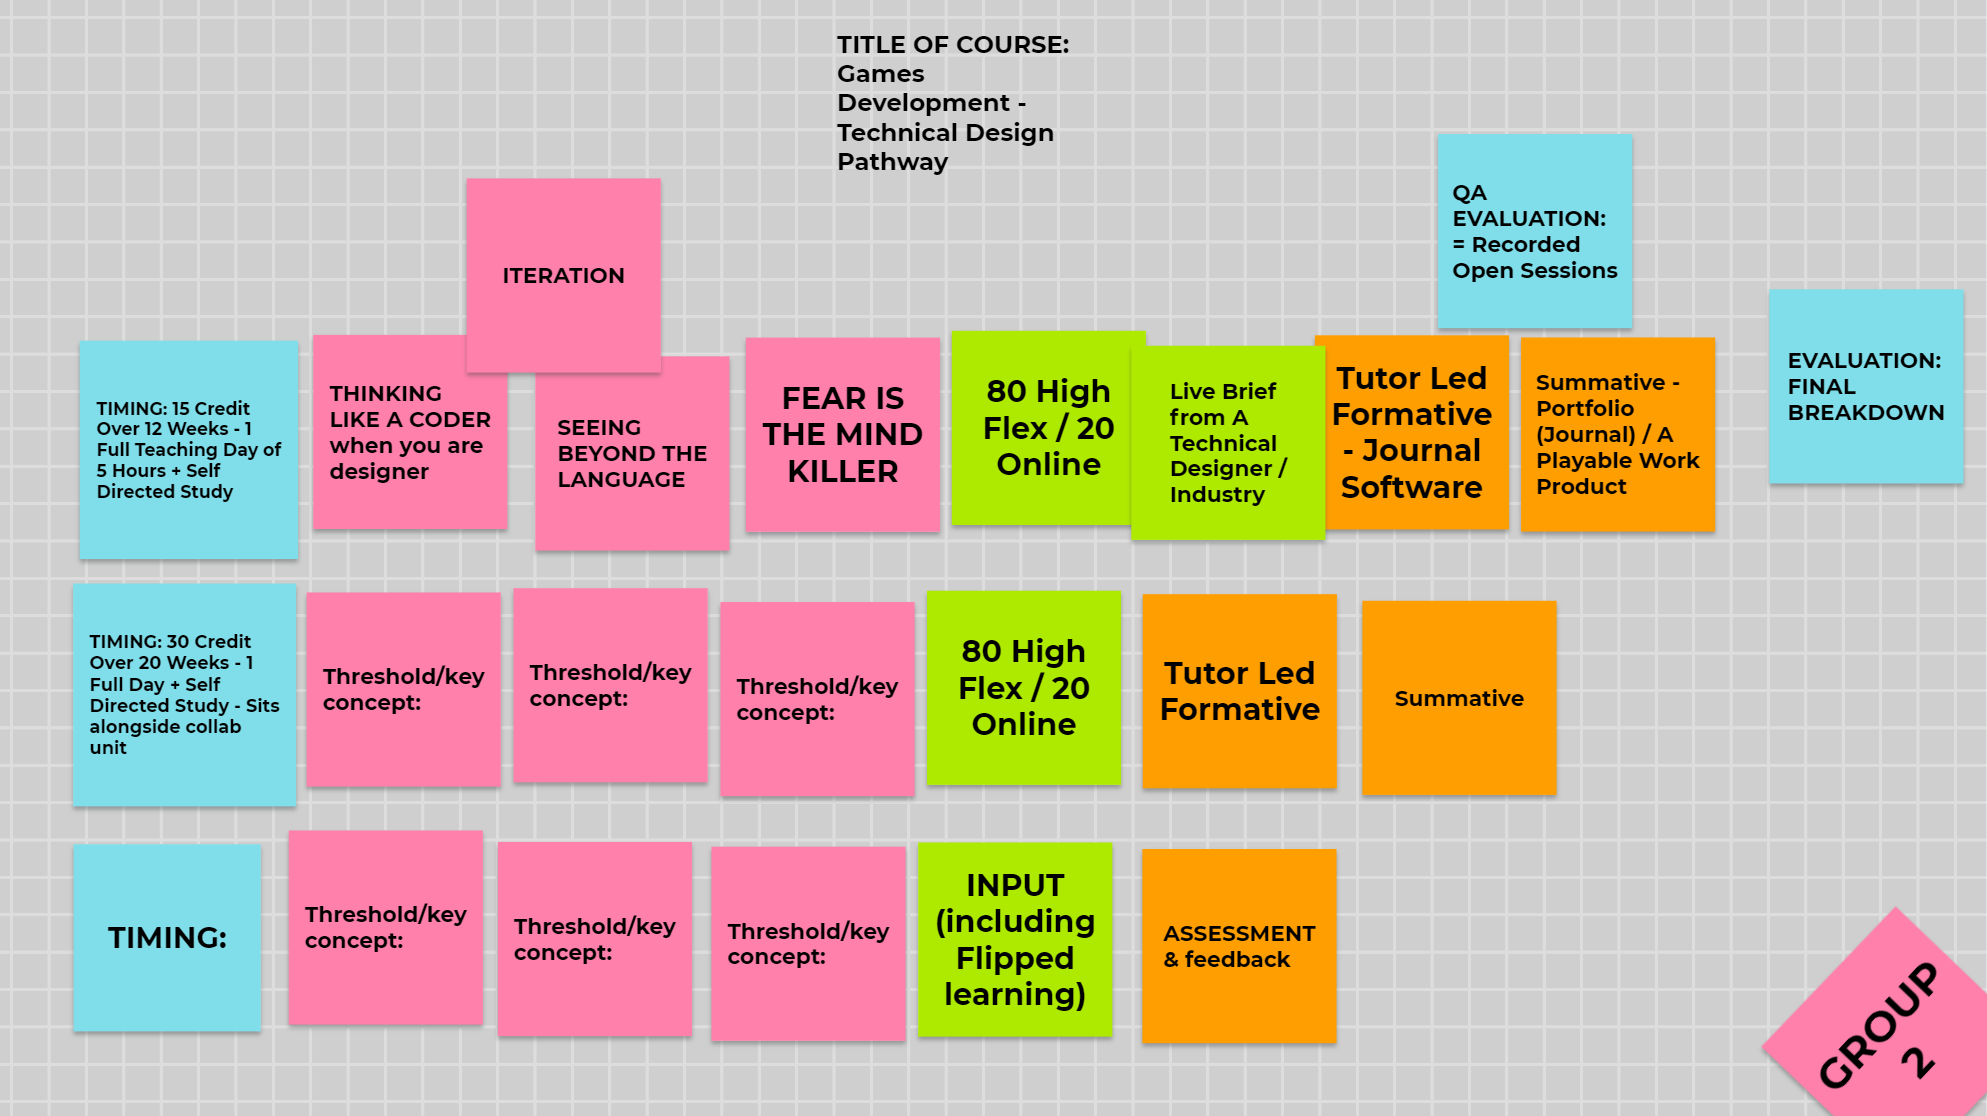 TITLE OF COURSE:
Games
Development -
Technical Design
Pathway
QA
EVALUATION:
= Recorded
Open Sessions
ITERATION
EVALUATION:
FINAL
BREAKDOWN
TIMING: 15 Credit
Over 12 Weeks - 1
Full Teaching Day of
5 Hours + Self
Directed Study
THINKING
LIKE A CODER
when you are
designer
SEEING
BEYOND THE
LANGUAGE
FEAR IS
THE MIND
KILLER
80 High
Flex / 20
Online
Live Brief
from A
Technical
Designer /
Industry
Tutor Led
Formative
- Journal
Software
Summative -
Portfolio
(Journal) / A
Playable Work
Product
TIMING: 30 Credit
Over 20 Weeks - 1
Full Day + Self
Directed Study - Sits
alongside collab
unit
Threshold/key
concept:
Threshold/key
concept:
Threshold/key
concept:
80 High
Flex / 20
Online
Tutor Led
Formative
Summative
TIMING:
Threshold/key
concept:
Threshold/key
concept:
Threshold/key
concept:
INPUT
(including
Flipped
learning)
ASSESSMENT
& feedback
GROUP
2